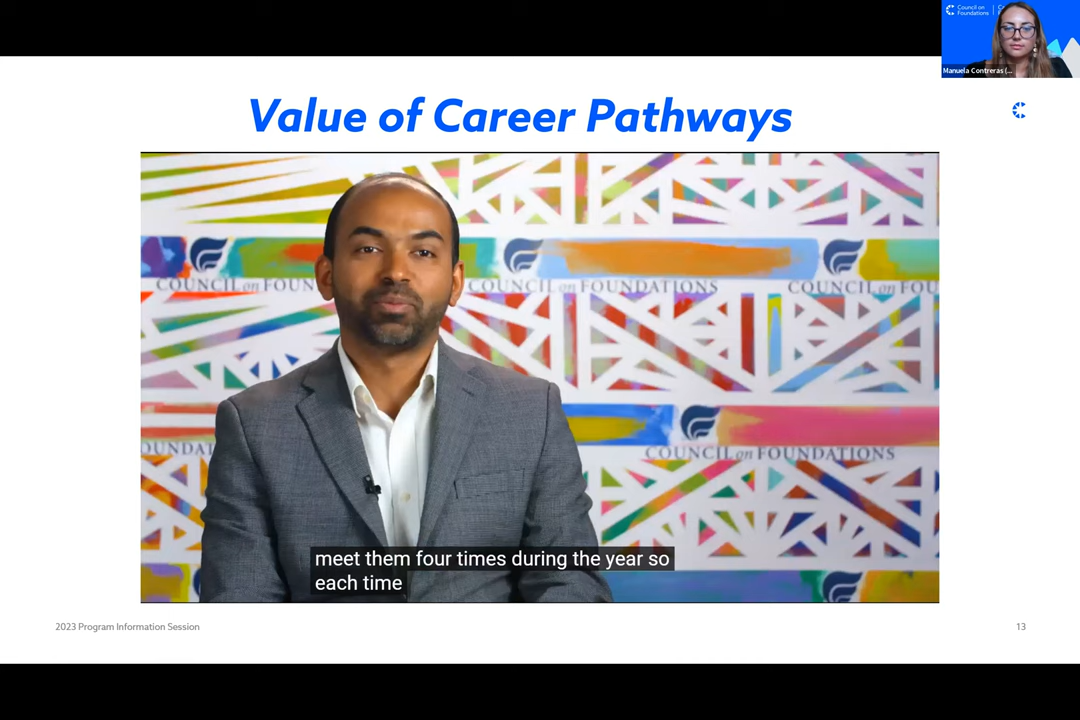 Council on
Foundations
Manuela Contreras (...
Value of Career Pathways
COUNCIL on FOUN
COUNCIL on FOUNDATIONS
COUNCIL on FOU
OUNDAT
COUNCIL on FOUNDATIONS
meet them four times during the year so
each time
2023 Program Information Session
13